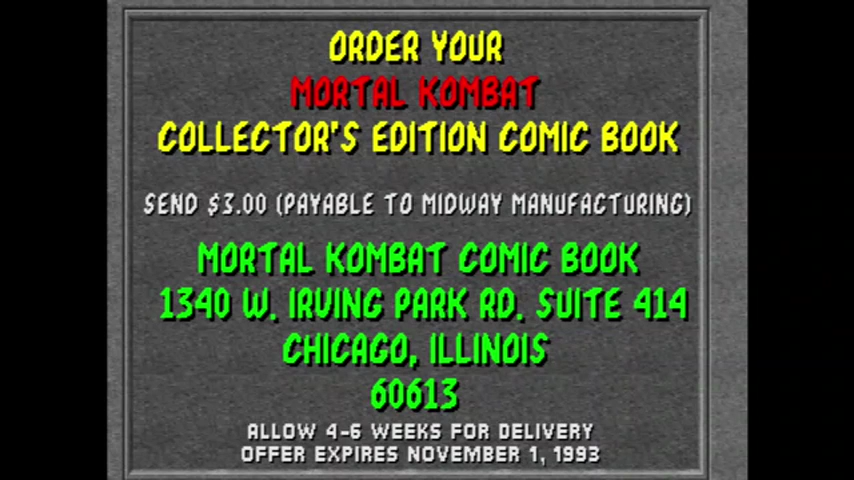 ORDER YOUR
MORTAL KOMBAT
COLLECTOR'S EDITION COMIC BOOK
SEND $3.00 (PAYABLE TO MIDWAY MANUFACTURING)
MORTAL KOMBAT COMIC BOOK
1340 W. IRVING PARK RD. SUITE 414
CHICAGO, ILLINOIS
60613
ALLOW 4-6 WEEKS FOR DELIVERY
OFFER EXPIRES NOVEMBER 1, 1993